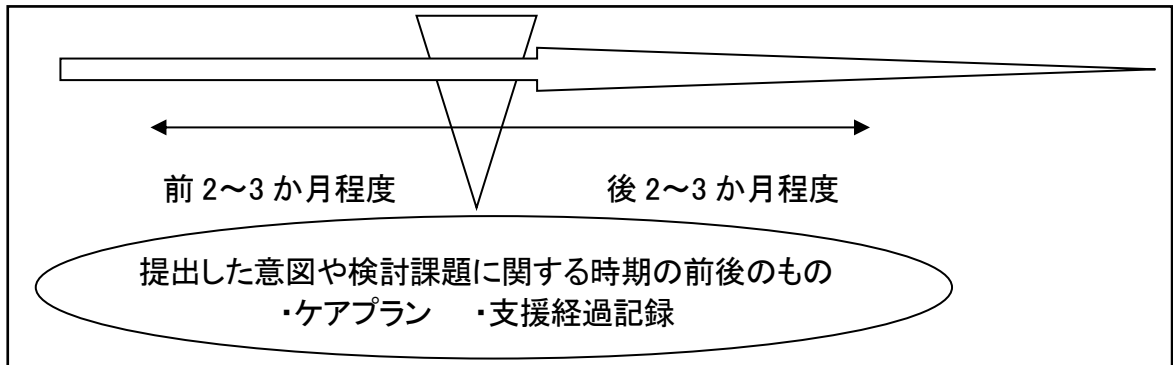 前 2～3 か月程度
後 2～3 か月程度
提出した意図や検討課題に関する時期の前後のもの
・ケアプラン　・支援経過記録